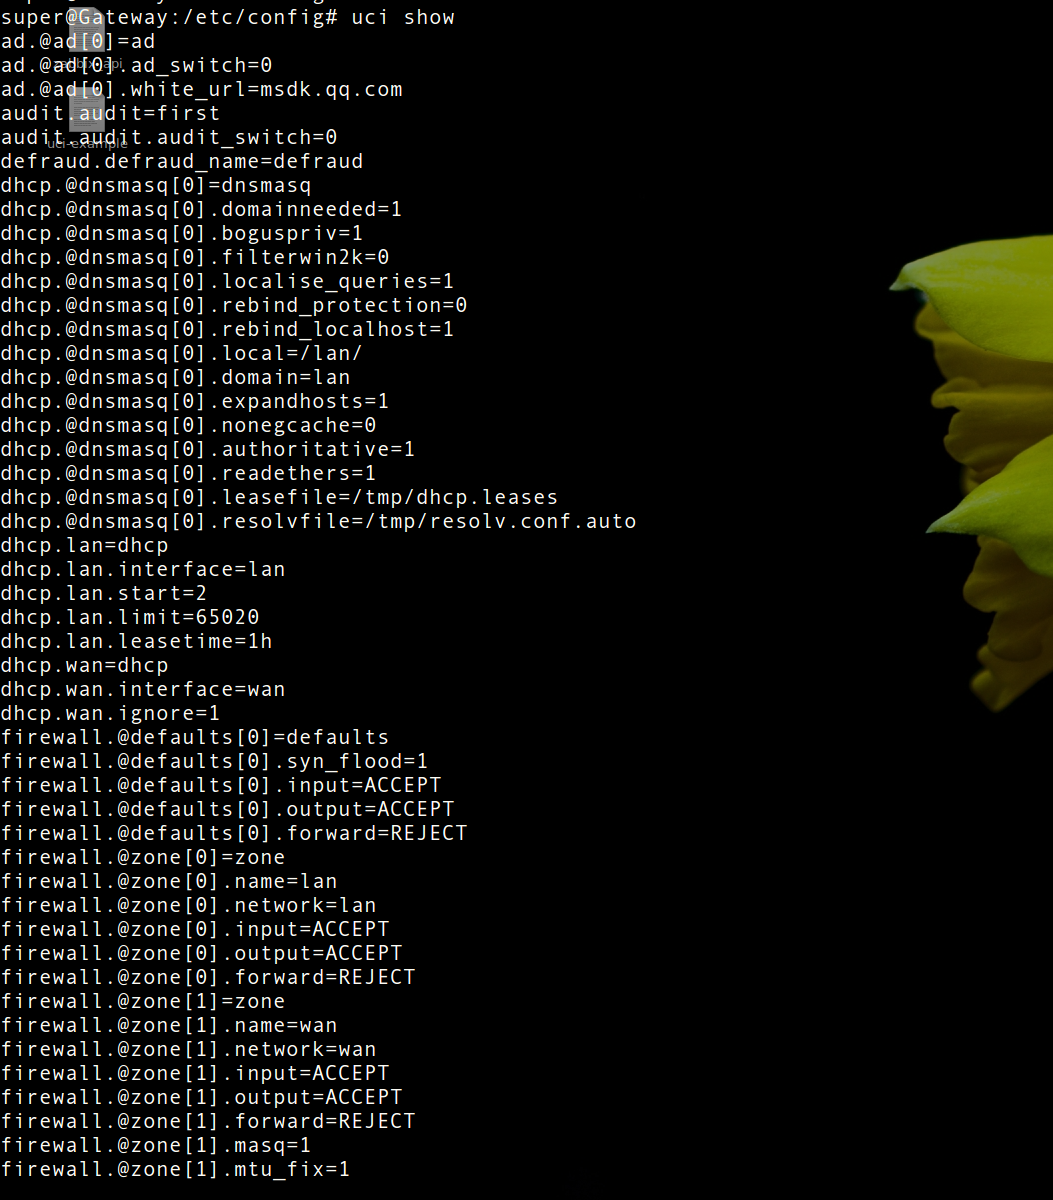 super@Gateway:/etc/config# uci show
ad.@ad[0]=ad
ad.@ad[0].ad_switch=0
ad.@ad[0].white_url=msdk.qq.com
audit.audit=first
audit.audit.audit_switch=0
uci-example
defraud.defraud_name=defraud
dhcp.@dnsmasq[0]=dnsmasq
dhcp.@dnsmasq[0].domainneeded=1
dhcp.@dnsmasq[0].boguspriv=1
dhcp.@dnsmasq[0].filterwin2k=0
dhcp.@dnsmasq[0].localise_queries=1
dhcp.@dnsmasq[0].rebind_protection=0
dhcp.@dnsmasq[0].rebind_localhost=1
dhcp.@dnsmasq[0].local=/lan/
dhcp.@dnsmasq[0].domain=lan
dhcp.@dnsmasq[0].expandhosts=1
dhcp.@dnsmasq[0].nonegcache=0
dhcp.@dnsmasq[0].authoritative=1
dhcp.@dnsmasq[0].readethers=1
dhcp.@dnsmasq[0].leasefile=/tmp/dhcp.leases
dhcp.@dnsmasq[0].resolvfile=/tmp/resolv.conf.auto
dhcp.lan=dhcp
dhcp.lan.interface=lan
dhcp.lan.start=2
dhcp.lan.limit=65020
dhcp.lan.leasetime=1h
dhcp.wan=dhcp
dhcp.wan.interface=wan
dhcp.wan.ignore=1
firewall.@defaults[0]=defaults
firewall.@defaults[0].syn_flood=1
firewall.@defaults[0].input=ACCEPT
firewall.@defaults[0].output=ACCEPT
firewall.@defaults[0].forward=REJECT
firewall.@zone[0]=zone
firewall.@zone[0].name=lan
firewall.@zone[0].network=lan
firewall.@zone[0].input=ACCEPT
firewall.@zone[0].output=ACCEPT
firewall.@zone[0].forward=REJECT
firewall.@zone[1]=zone
firewall.@zone[1].name=wan
firewall.@zone[1].network=wan
firewall.@zone[1].input=ACCEPT
firewall.@zone[1].output=ACCEPT
firewall.@zone[1].forward=REJECT
firewall.@zone[1].masq=1
firewall.@zone[1].mtu_fix=1